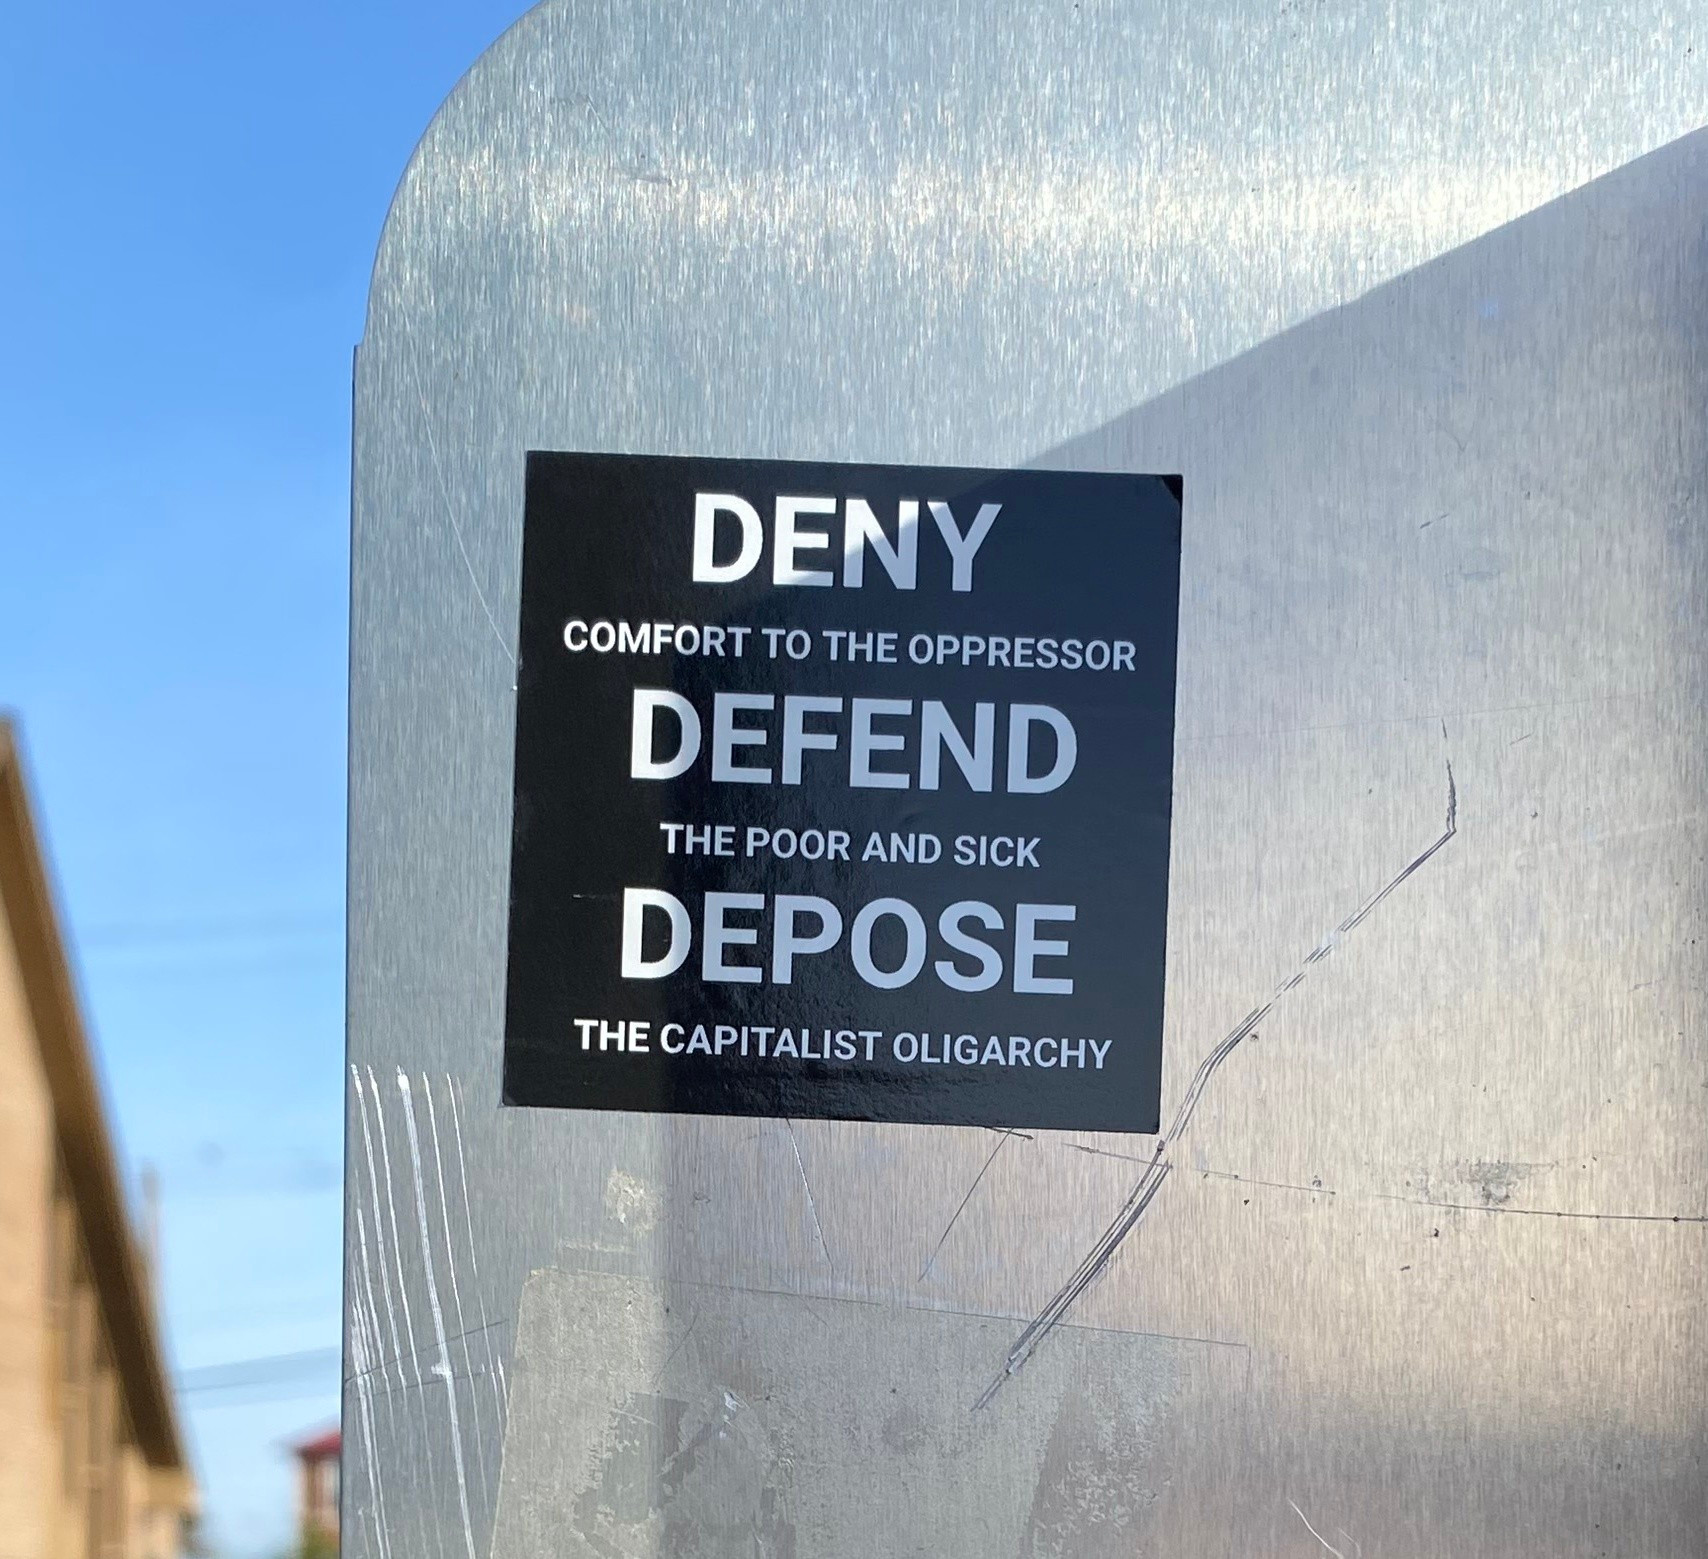 DENY
COMFORT TO THE OPPRESSOR
DEFEND
THE POOR AND SICK
DEPOSE
THE CAPITALIST OLIGARCHY